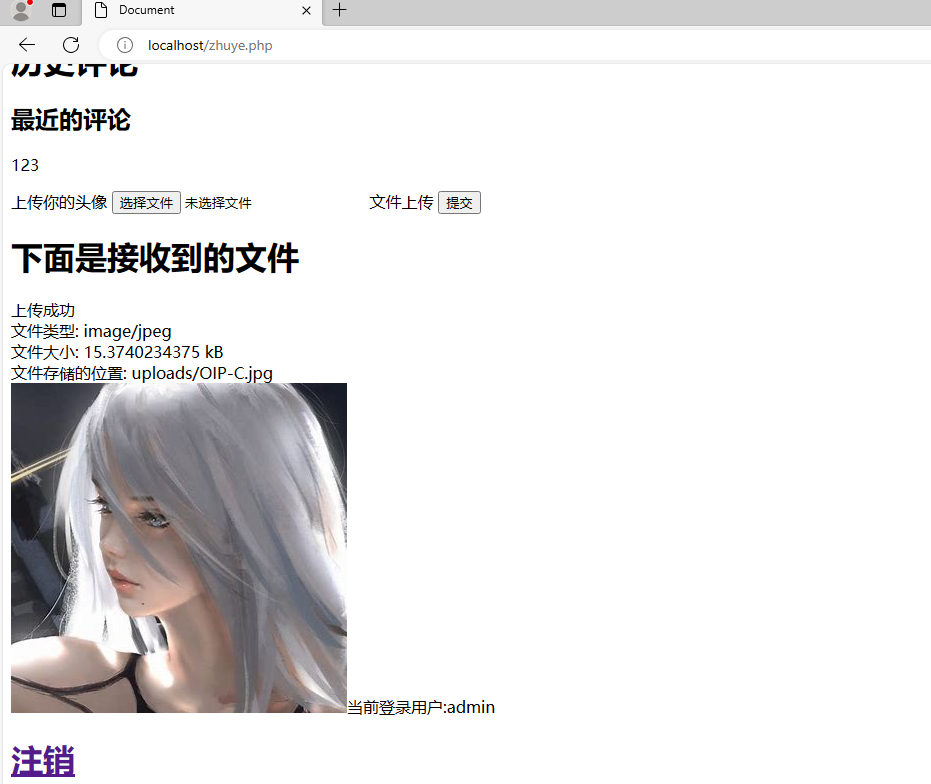 Document
localhost/zhuye.php
历史评论
最近的评论
123
上传你的头像 选择文件 未选择文件 文件上传 提交
下面是接收到的文件
上传成功
文件类型: image/jpeg
文件大小: 15.3740234375 kB
文件存储的位置: uploads/OIP-C.jpg
当前登录用户:admin
注销